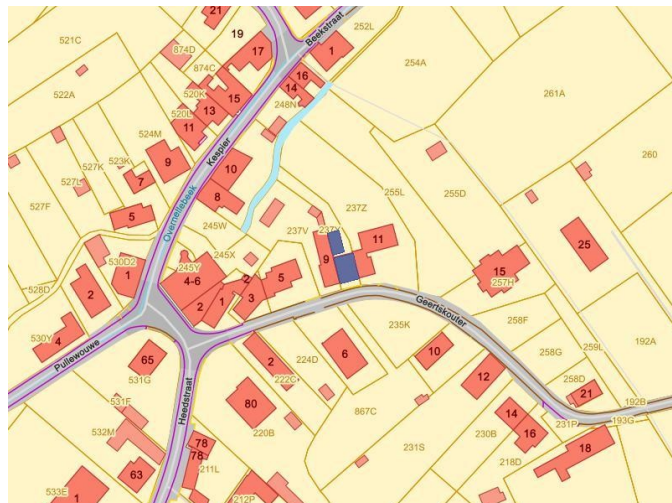 21
252L
521C
874D
19
17
Beekstraat
1
254A
874C
16
14
522A
520K
15
248N
261A
13
520L
11
524M
Kespier
260
523K
9
10
527K
7
527L
255L
255D
8
237Z
527F
5
Overnellebeek
245W
237V
237X
11
25
530D2
245X
9
245Y
15
1
4-6
2
5
257H
528D
2
2
1
3
Geertskouter
530Y
4
235K
258F
192A
Pullewouwe
65
2
6
10
258G
259L
531G
224D
222C
12
258D
Heedstraat
21
192B
531F
80
867C
14
231P
193G
532M
220B
230B
16
78
231S
18
78
218D
63
211L
533E
1
212P